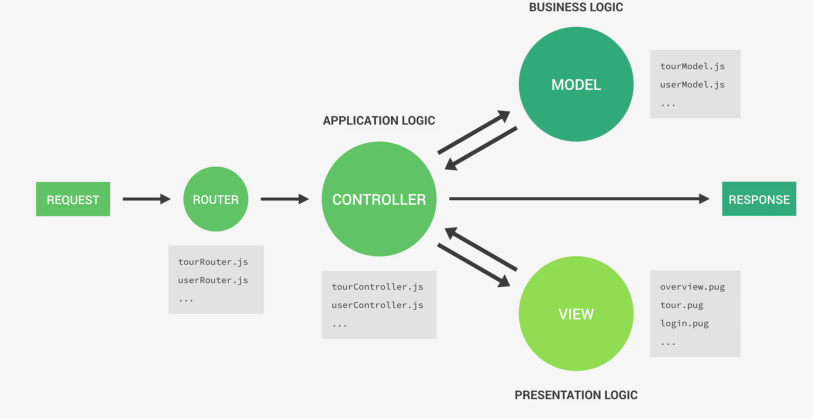 BUSINESS LOGIC
MODEL
tourModel.js
userModel.js
...
APPLICATION LOGIC
REQUEST
ROUTER
CONTROLLER
RESPONSE
tourRouter.js
userRouter.js
...
tourController.js
userController.js
...
VIEW
overview.pug
tour.pug
login.pug
...
PRESENTATION LOGIC